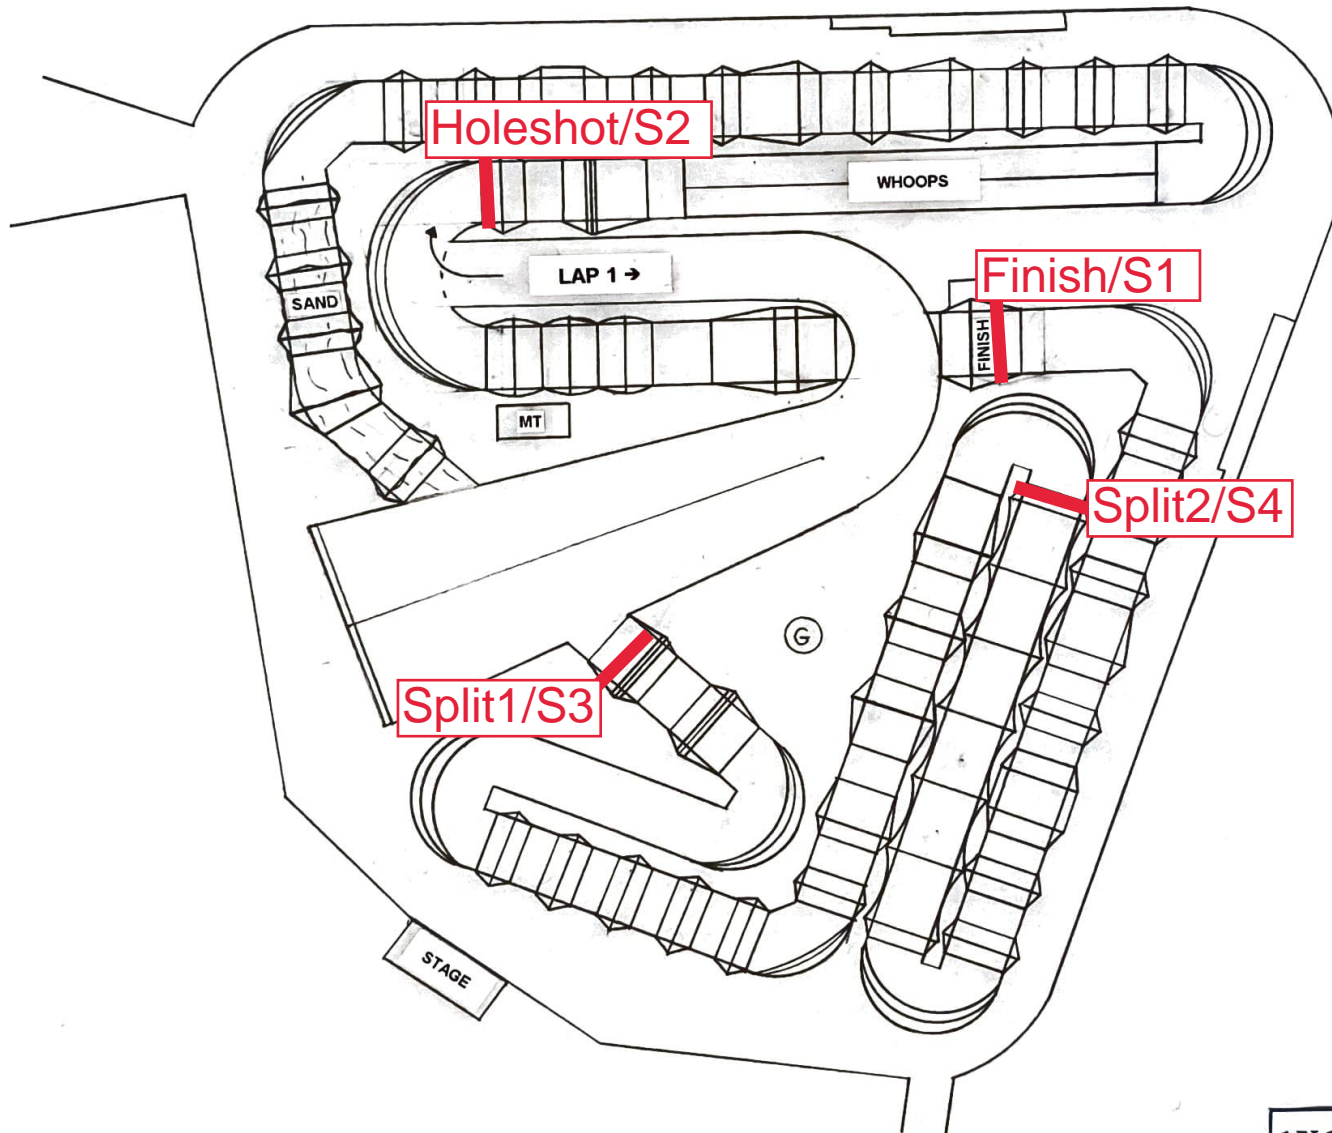 Holeshot/S2
WHOOPS
Finish/S1
LAP 1 →
SAND
FINISH
MT
Split2/S4
G
Split1/S3
STAGE